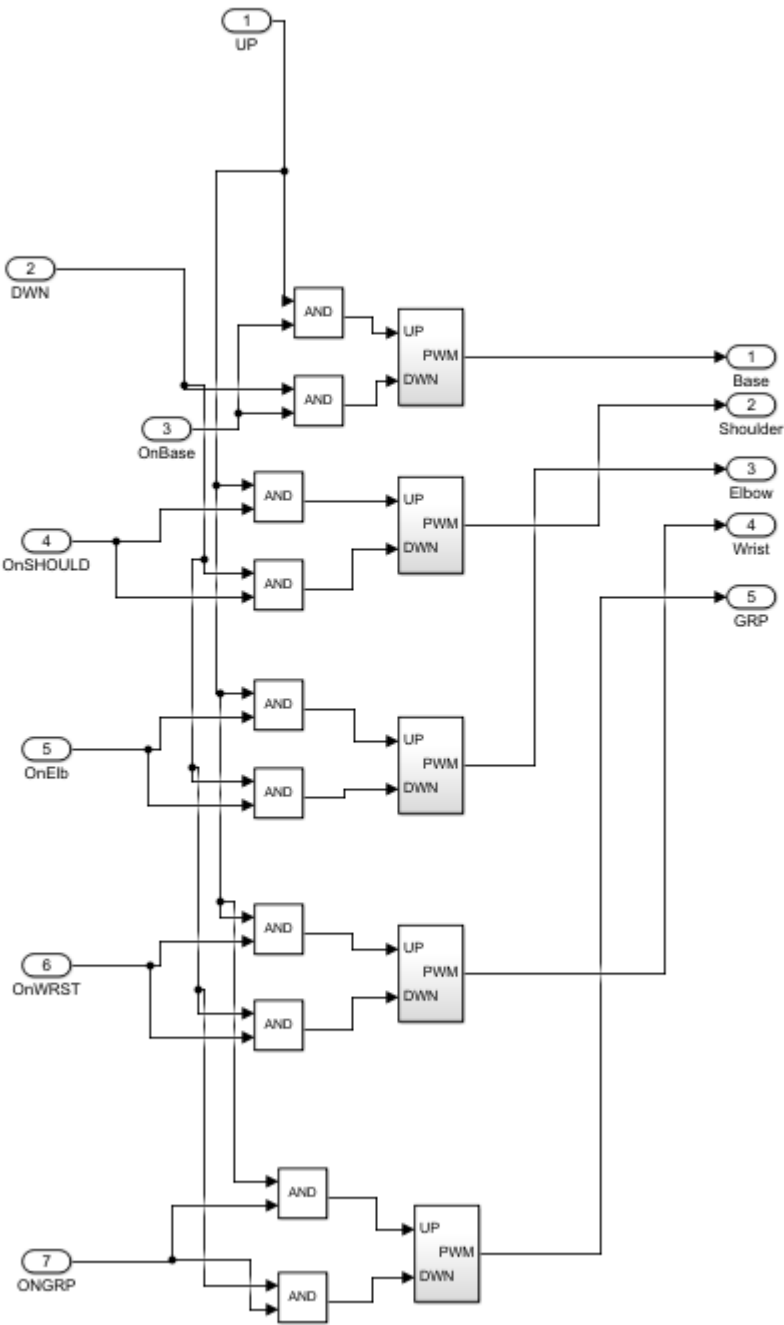 1
UP
2
DWN
AND
UP
PWM
DWN
1
Base
AND
3
OnBase
2
Shoulder
AND
UP
PWM
DWN
3
Elbow
4
OnSHOULD
4
Wrist
AND
5
GRP
AND
UP
PWM
DWN
5
OnElb
AND
AND
UP
PWM
DWN
6
OnWRST
AND
AND
UP
PWM
DWN
7
ONGRP
AND